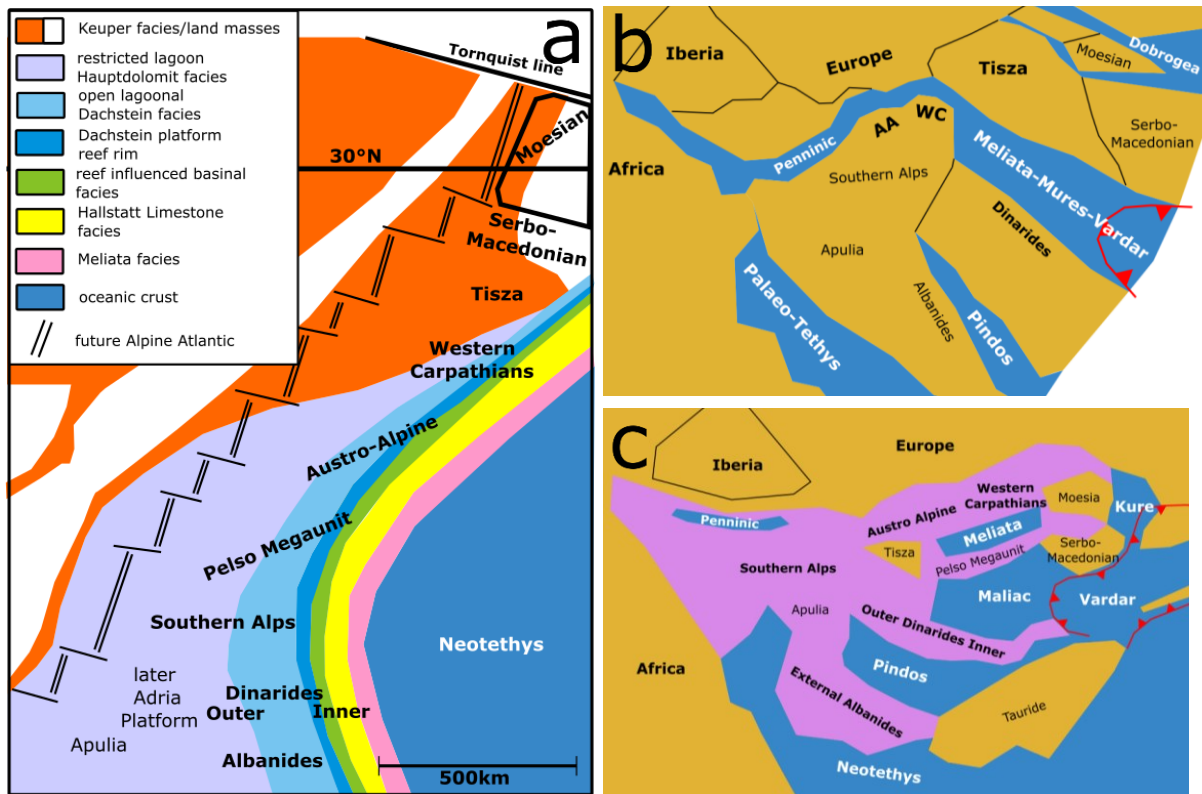 a
Keuper facies/land masses
restricted lagoon
Hauptdolomit facies
open lagoonal
Dachstein facies
Dachstein platform
reef rim
reef influenced basinal
facies
Hallstatt Limestone
facies
Meliata facies
oceanic crust
future Alpine Atlantic
Tornquist line
Moesian
30°N
Serbo-
Macedonian
Tisza
Western
Carpathians
Austro-Alpine
Pelso Megaunit
Southern Alps
Neotethys
later
Adria
Platform
Dinarides
Outer
Inner
Apulia
Albanides
500km
b
Iberia
Europe
Tisza
Dobrogea
Moesian
Serbo-
Macedonian
AA
WC
Penninic
Africa
Southern Alps
Meliata-Mures-Vardar
Dinarides
Apulia
Palaeo-Tethys
Albanides
Pindos
c
Iberia
Europe
Western
Carpathians
Moesia
Kure
Penninic
Austro Alpine
Meliata
Tisza
Serbo-
Macedonian
Pelso Megaunit
Southern Alps
Maliac
Vardar
Apulia
Outer Dinarides Inner
Africa
Pindos
External Albanides
Tauride
Neotethys